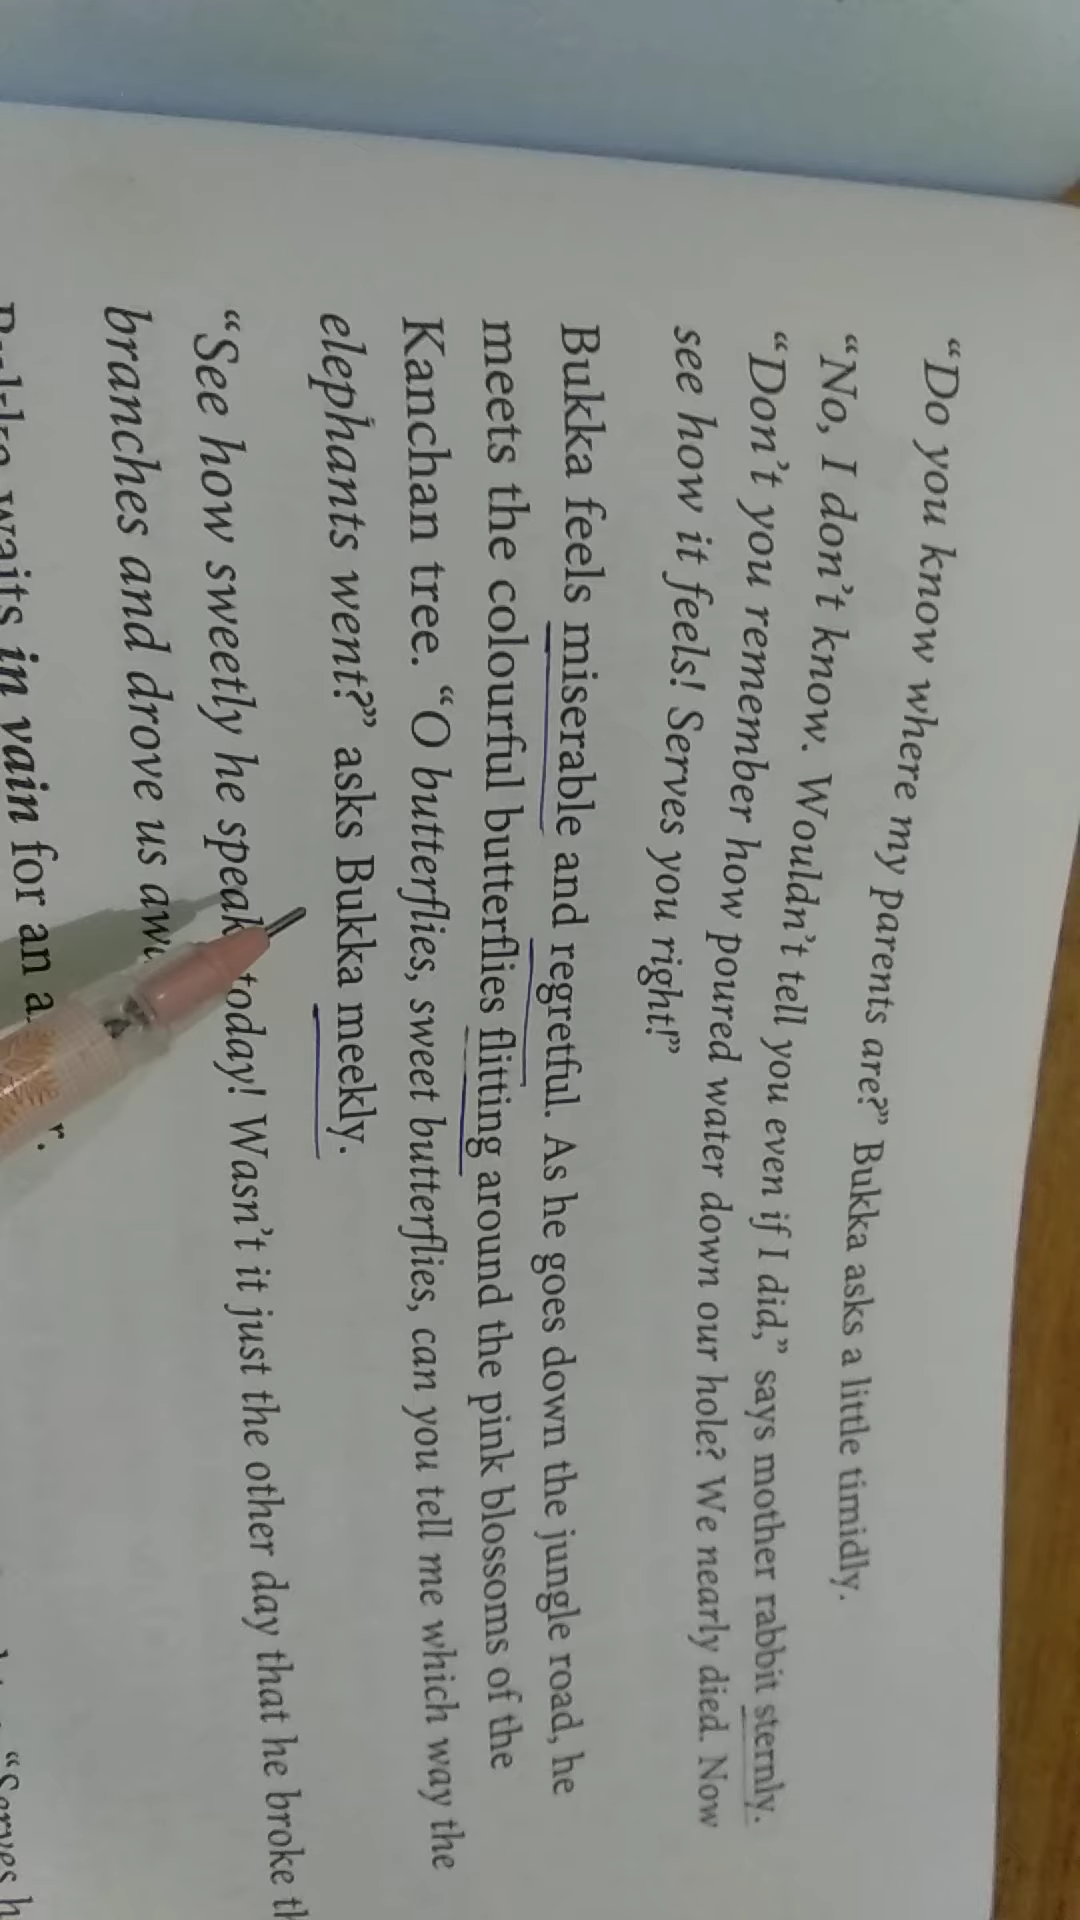 “Do you know where my parents are?” Bukka asks a little timidly.
“No, I don’t know. Wouldn’t tell you even if I did,” says mother rabbit sternly.
“Don’t you remember how poured water down our hole? We nearly died. Now
see how it feels! Serves you right!”
Bukka feels miserable and regretful. As he goes down the jungle road, he
meets the colourful butterflies flitting around the pink blossoms of the
Kanchan tree. “O butterflies, sweet butterflies, can you tell me which way the
elephants went?” asks Bukka meekly.
“See how sweetly he speak today! Wasn’t it just the other day that he broke
branches and drove us
waits in vain for an